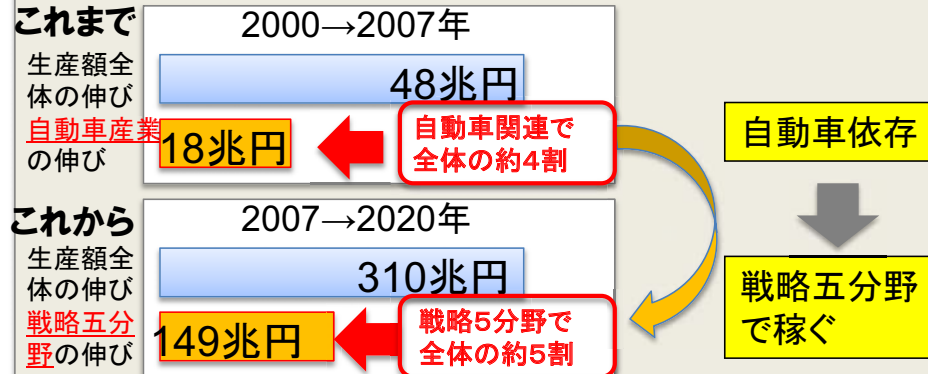 これまで
2000→2007年
生産額全
体の伸び
48兆円
自動車産業
の伸び
18兆円
自動車関連で
全体の約4割
自動車依存
これから
2007→2020年
生産額全
体の伸び
310兆円
戦略五分
野の伸び
149兆円
戦略5分野で
全体の約5割
戦略五分野
で稼ぐ